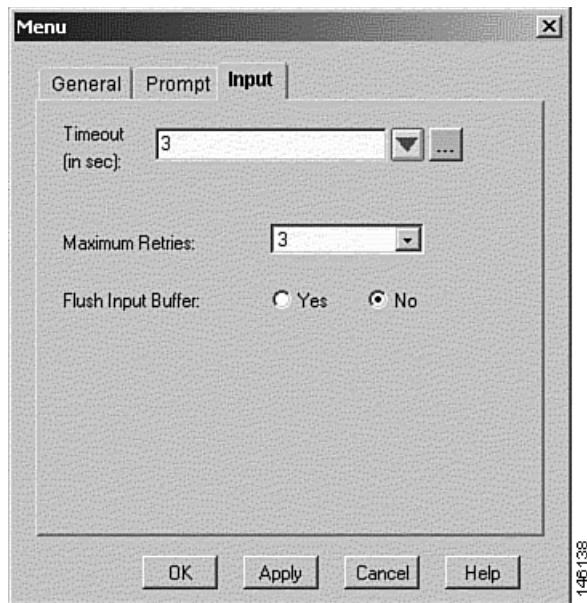 Menu
General Prompt Input
Timeout
(in sec):
3
...
Maximum Retries:
3
Flush Input Buffer:
Yes
No
OK Apply Cancel Help
146138